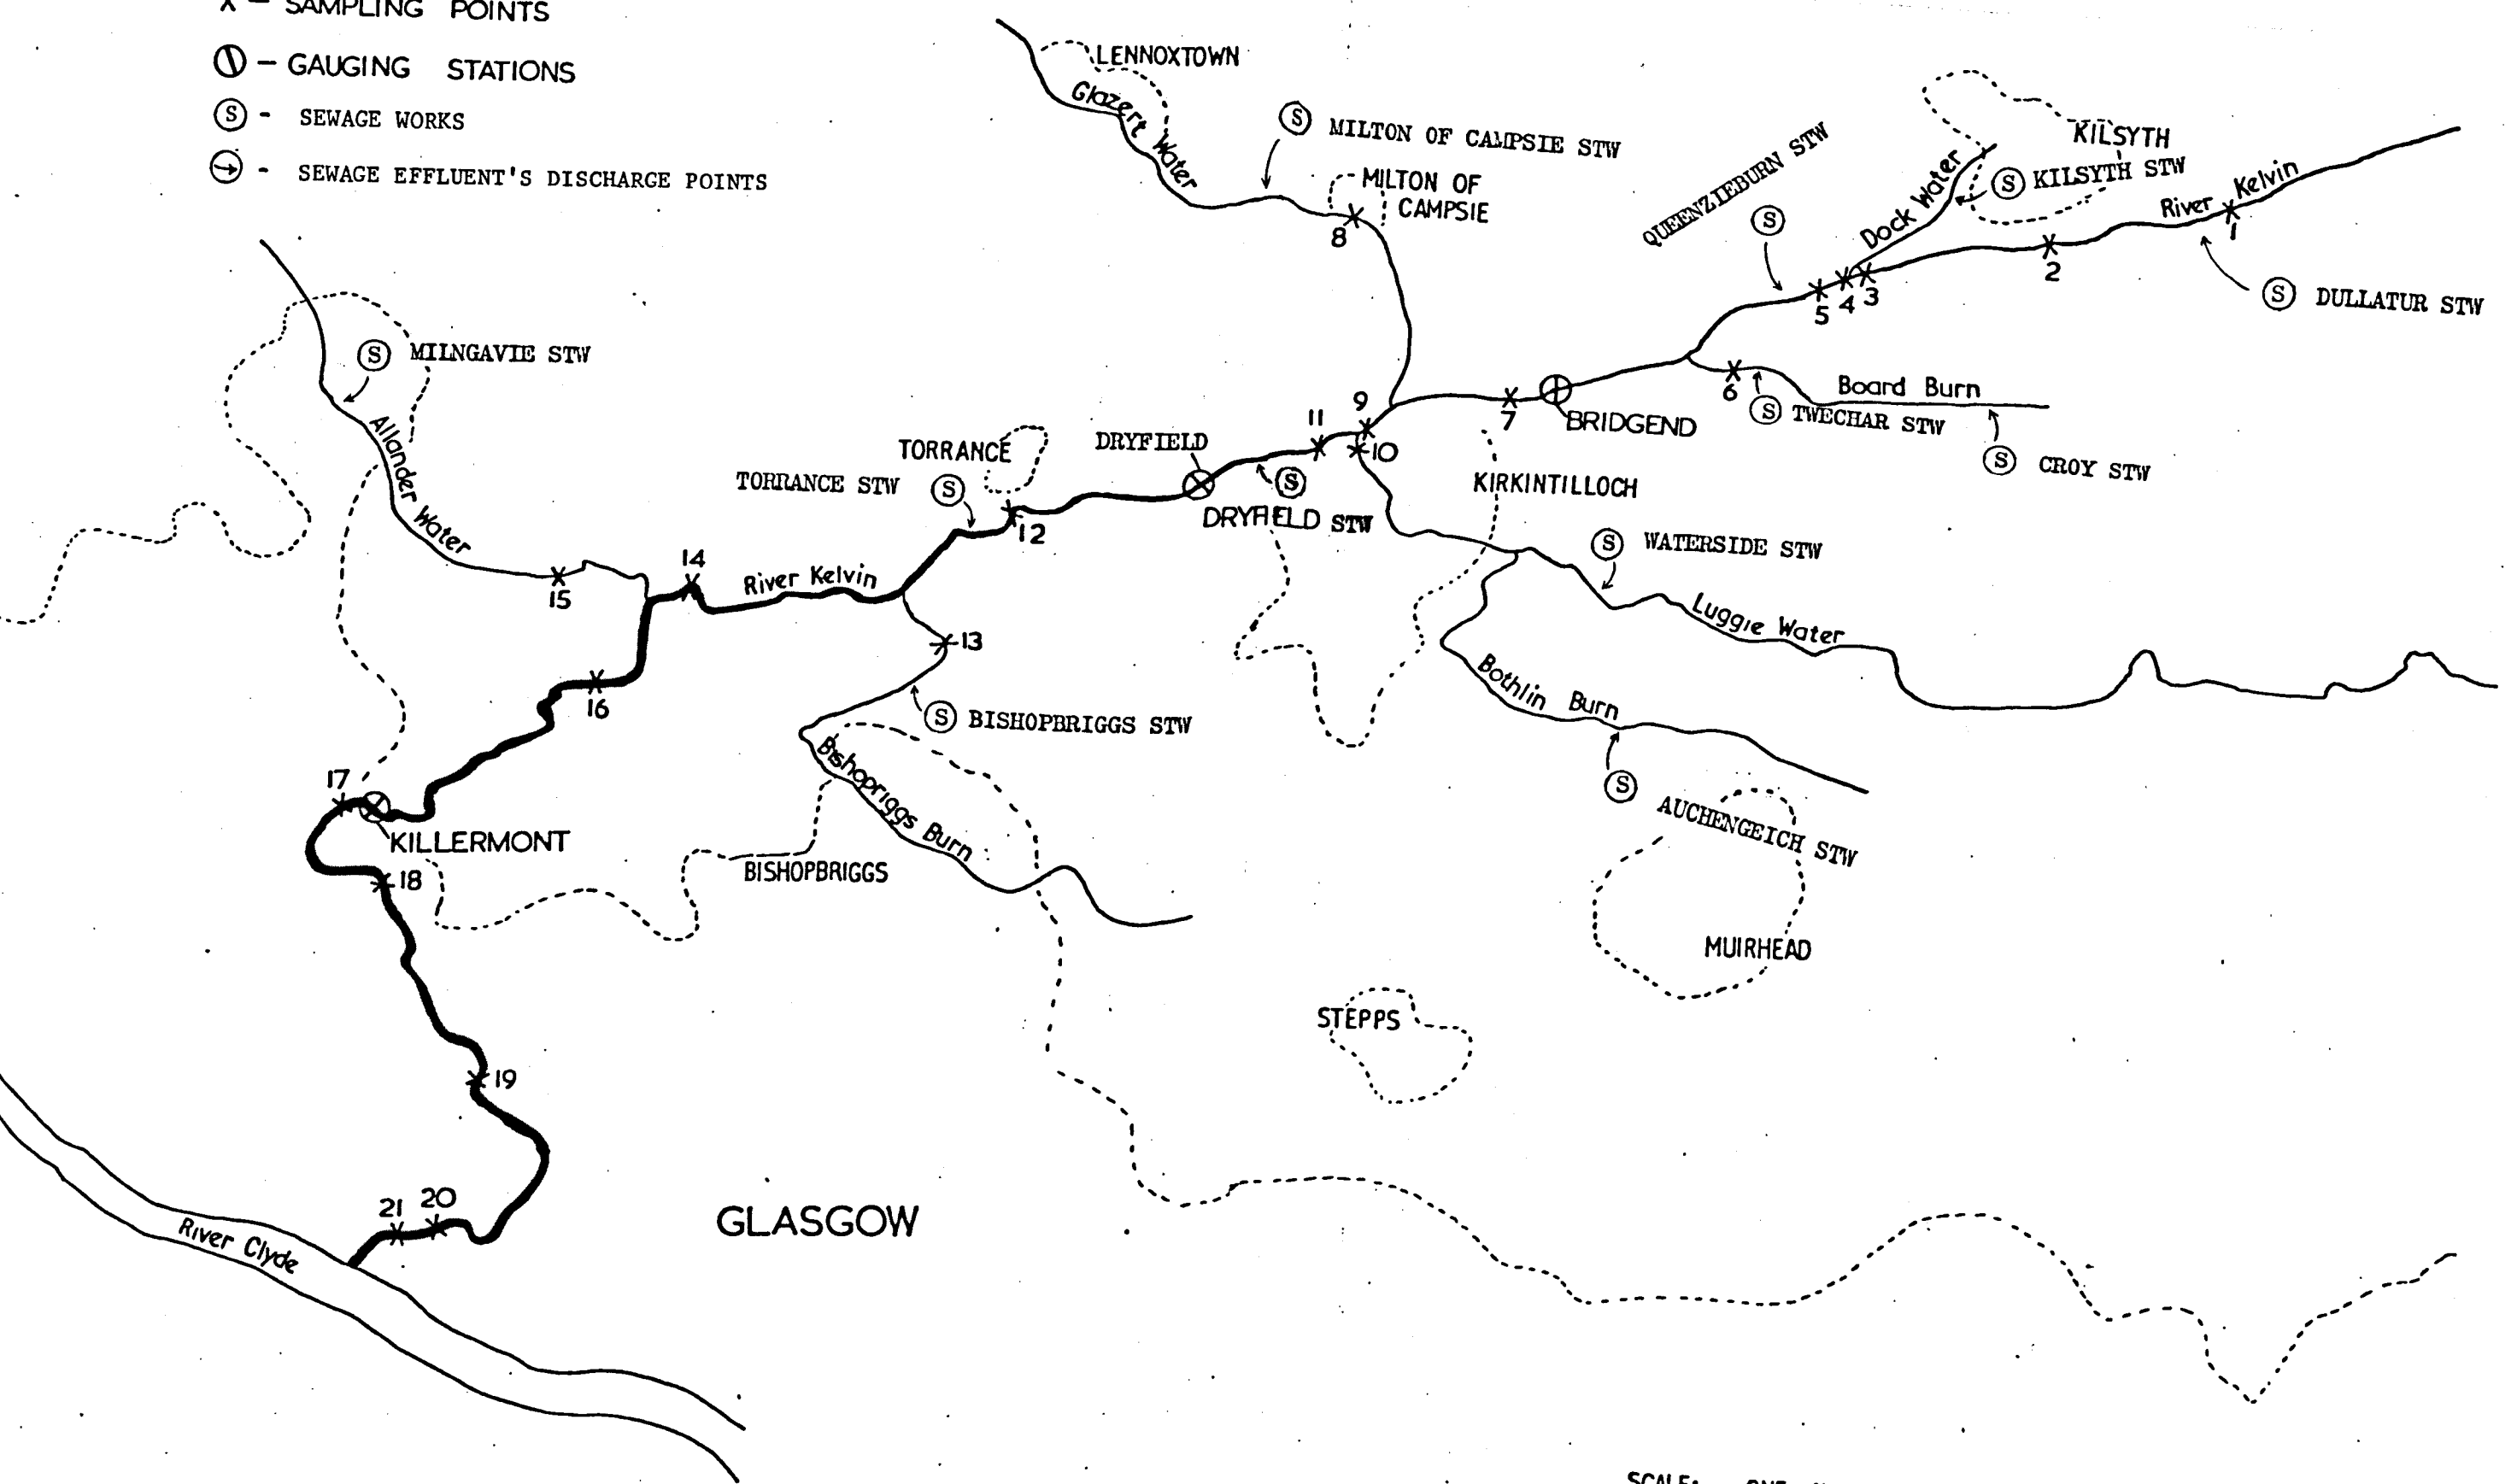 X - SAMPLING POINTS
- GAUGING STATIONS
S - SEWAGE WORKS
- SEWAGE EFFLUENT'S DISCHARGE POINTS
LENNOXTOWN
Glazert Water
S MILTON OF CAMPSIE STW
MILTON OF
CAMPSIE
8
QUEENZIEBURN STW
S
KILSYTH
S KILSYTH STW
Dock Water
River Kelvin
1
2
3
4
5
S DULLATUR STW
S MILNGAVIE STW
Allander Water
Board Burn
6
S TWECHAR STW
S CROY STW
7
BRIDGEND
9
10
11
KIRKINTILLOCH
DRYFIELD
S
DRYFIELD STW
TORRANCE
TORRANCE STW S
12
S WATERSIDE STW
Luggie Water
Bothlin Burn
S AUCHENGEICH STW
River Kelvin
14
15
13
16
S BISHOPBRIGGS STW
Bishopriggs Burn
BISHOPBRIGGS
17
KILLERMONT
18
MUIRHEAD
STEPPS
19
20
21
GLASGOW
River Clyde
SCALE: